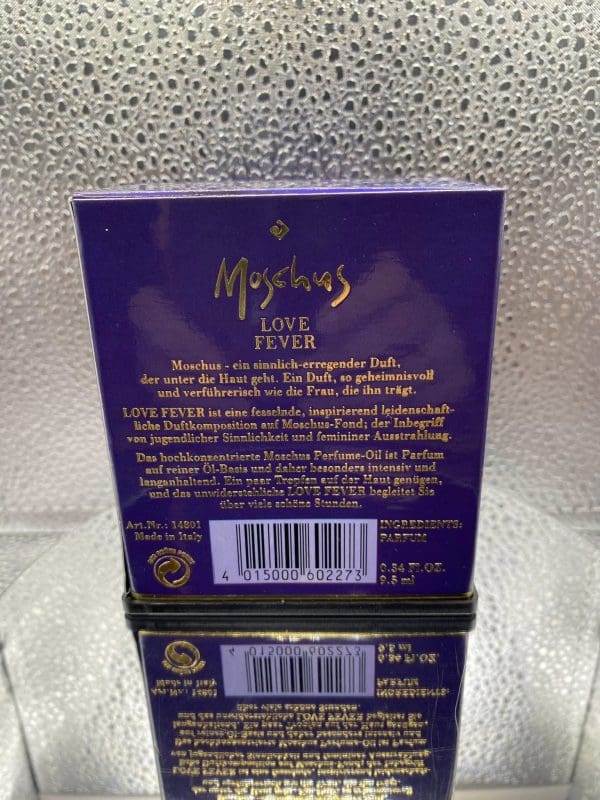 Moschus
LOVE
FEVER
Moschus - ein sinnlich-erregender Duft,
der unter die Haut geht. Ein Duft, so geheimnisvoll
und verführerisch wie die Frau, die ihn trägt.
LOVE FEVER ist eine fesselnde, inspirierend leidenschaft-
liche Duftkomposition auf Moschus-Fond; der Inbegriff
von jugendlicher Sinnlichkeit und femininer Ausstrahlung.
Das hochkonzentrierte Moschus Perfume-Oil ist Parfum
auf reiner Öl-Basis und daher besonders intensiv und
langanhaltend. Ein paar Tropfen auf der Haut genügen,
und das unwiderstehliche LOVE FEVER begleitet Sie
über viele schöne Stunden.
Art.Nr.: 14801
Made in Italy
INGREDIENTS:
PARFUM
DER GRÜNE PUNKT
4 015000 602273
0.34 FL.OZ.
9.5 ml